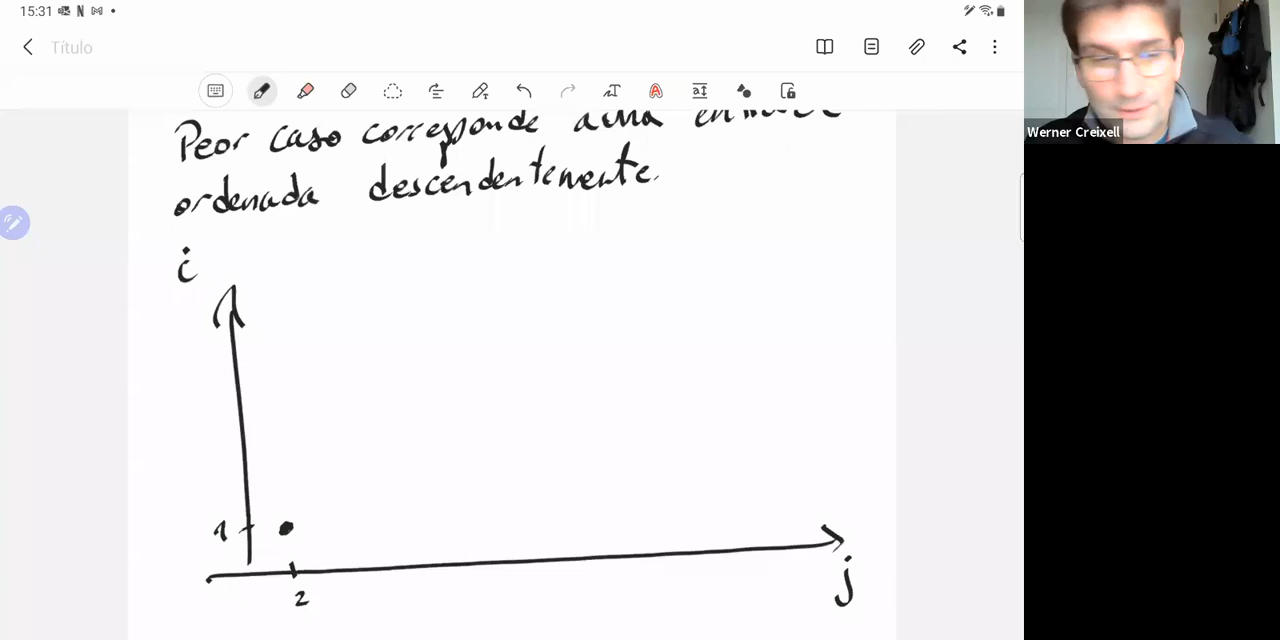 15:31
Título
Werner Creixell
Peor caso corresponde a una
ordenada descendentemente.
i
1
2
j